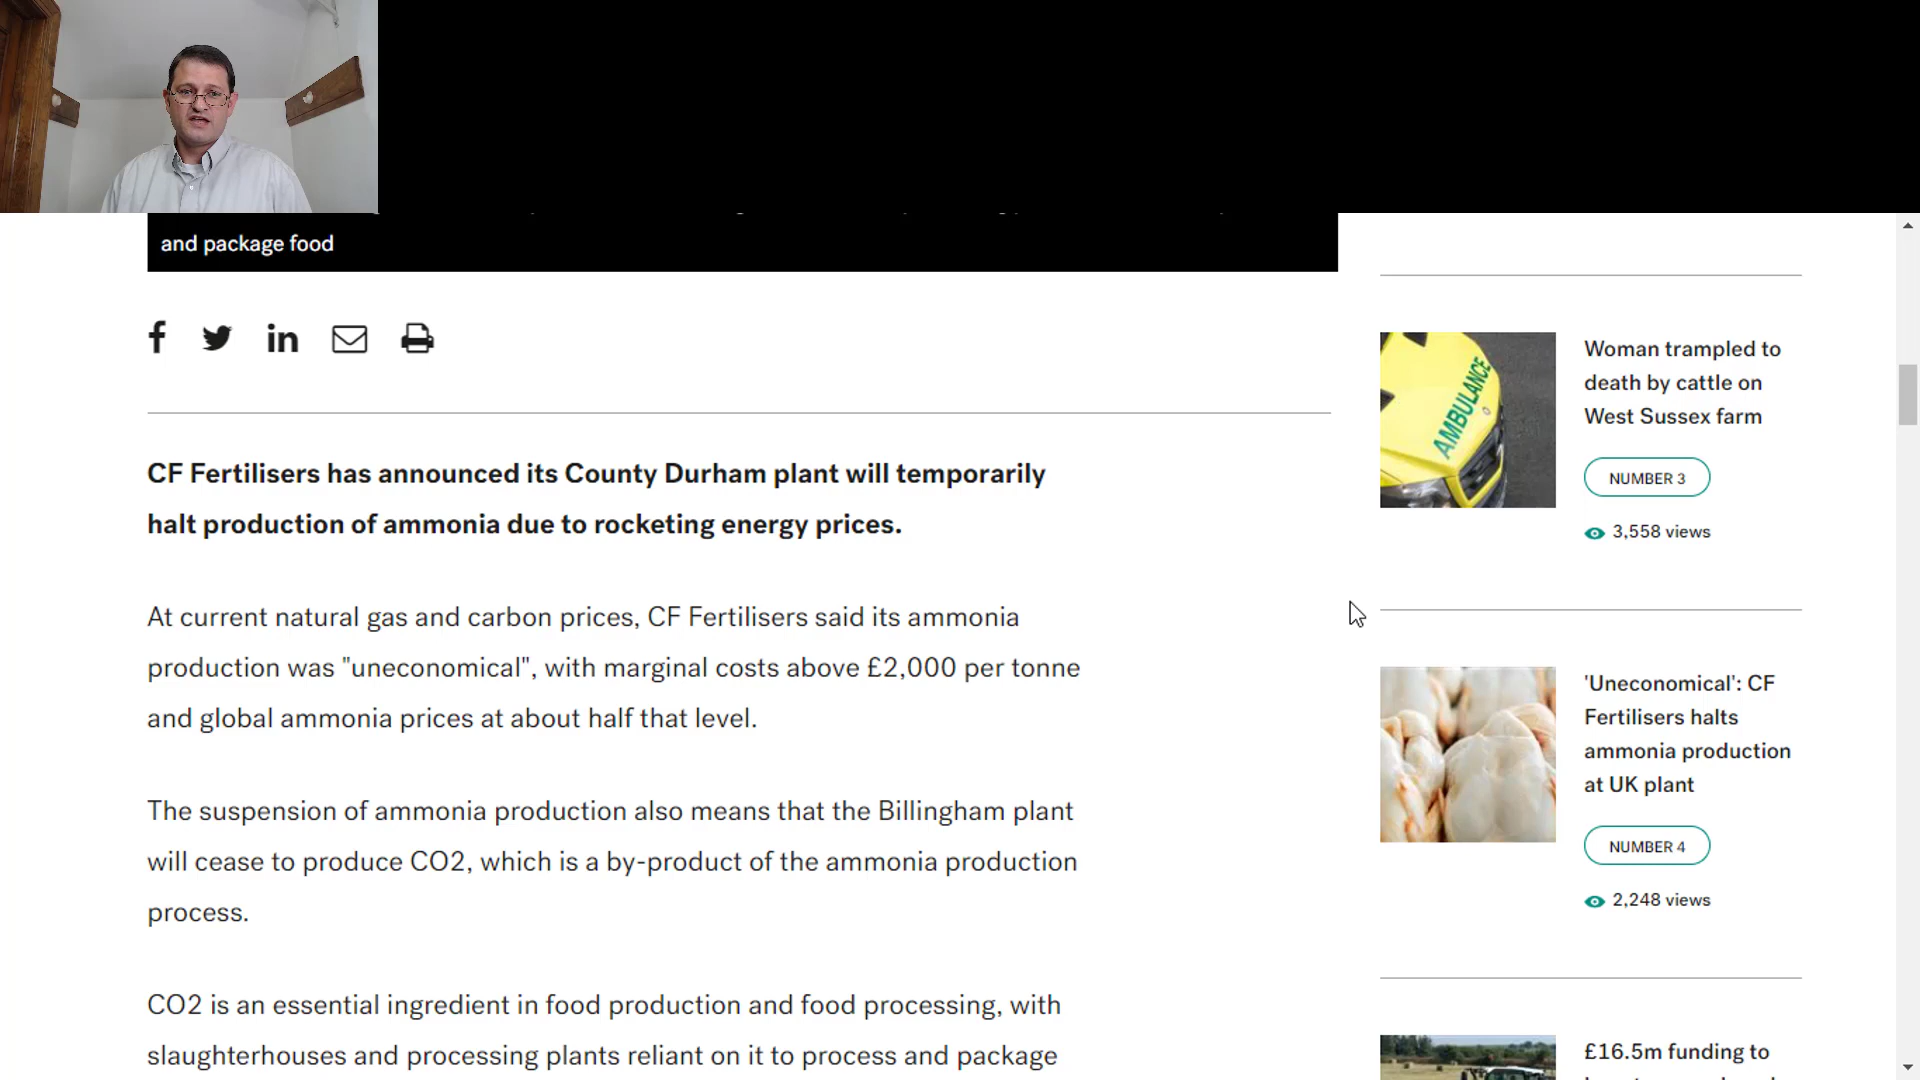 and package food
CF Fertilisers has announced its County Durham plant will temporarily
halt production of ammonia due to rocketing energy prices.
At current natural gas and carbon prices, CF Fertilisers said its ammonia
production was "uneconomical", with marginal costs above £2,000 per tonne
and global ammonia prices at about half that level.
The suspension of ammonia production also means that the Billingham plant
will cease to produce CO2, which is a by-product of the ammonia production
process.
CO2 is an essential ingredient in food production and food processing, with
slaughterhouses and processing plants reliant on it to process and package
AMBULANCE
Woman trampled to
death by cattle on
West Sussex farm
NUMBER 3
3,558 views
'Uneconomical': CF
Fertilisers halts
ammonia production
at UK plant
NUMBER 4
2,248 views
£16.5m funding to